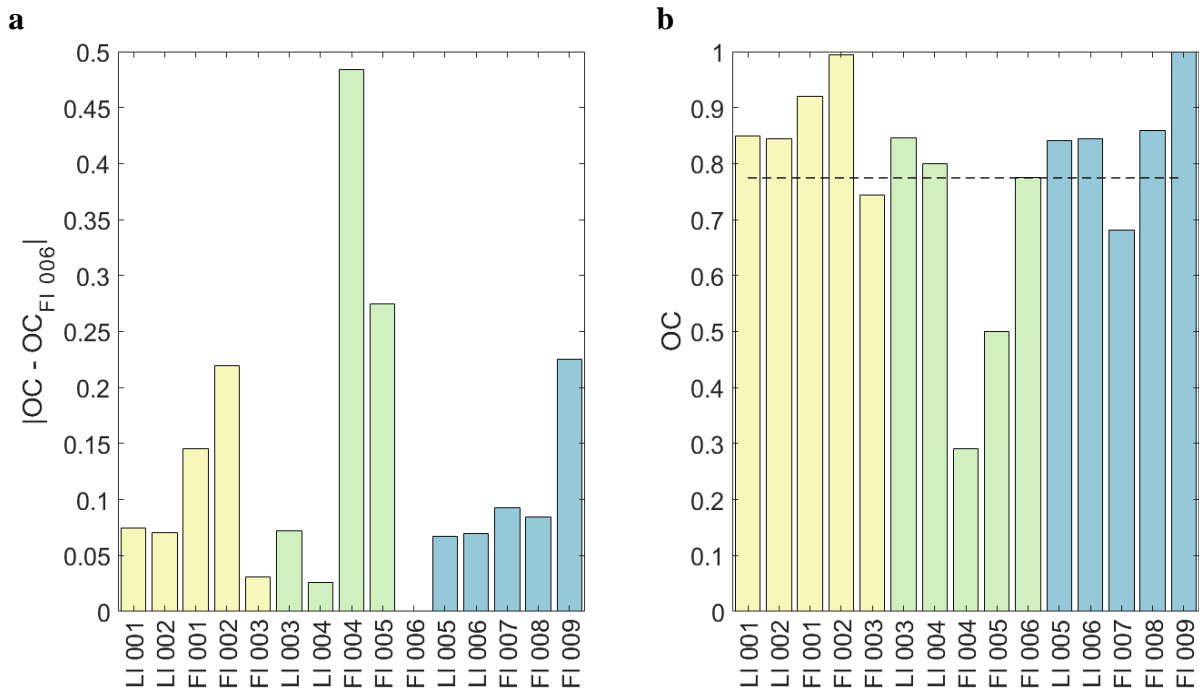 a
0.5
0.45
0.4
0.35
0.3
0.25
0.2
0.15
0.1
0.05
0
|OC - OC_FI 006|
LI 001
LI 002
FI 001
FI 002
FI 003
LI 003
LI 004
FI 004
FI 005
FI 006
LI 005
LI 006
FI 007
FI 008
FI 009
b
1
0.9
0.8
0.7
0.6
0.5
0.4
0.3
0.2
0.1
0
OC
LI 001
LI 002
FI 001
FI 002
FI 003
LI 003
LI 004
FI 004
FI 005
FI 006
LI 005
LI 006
FI 007
FI 008
FI 009